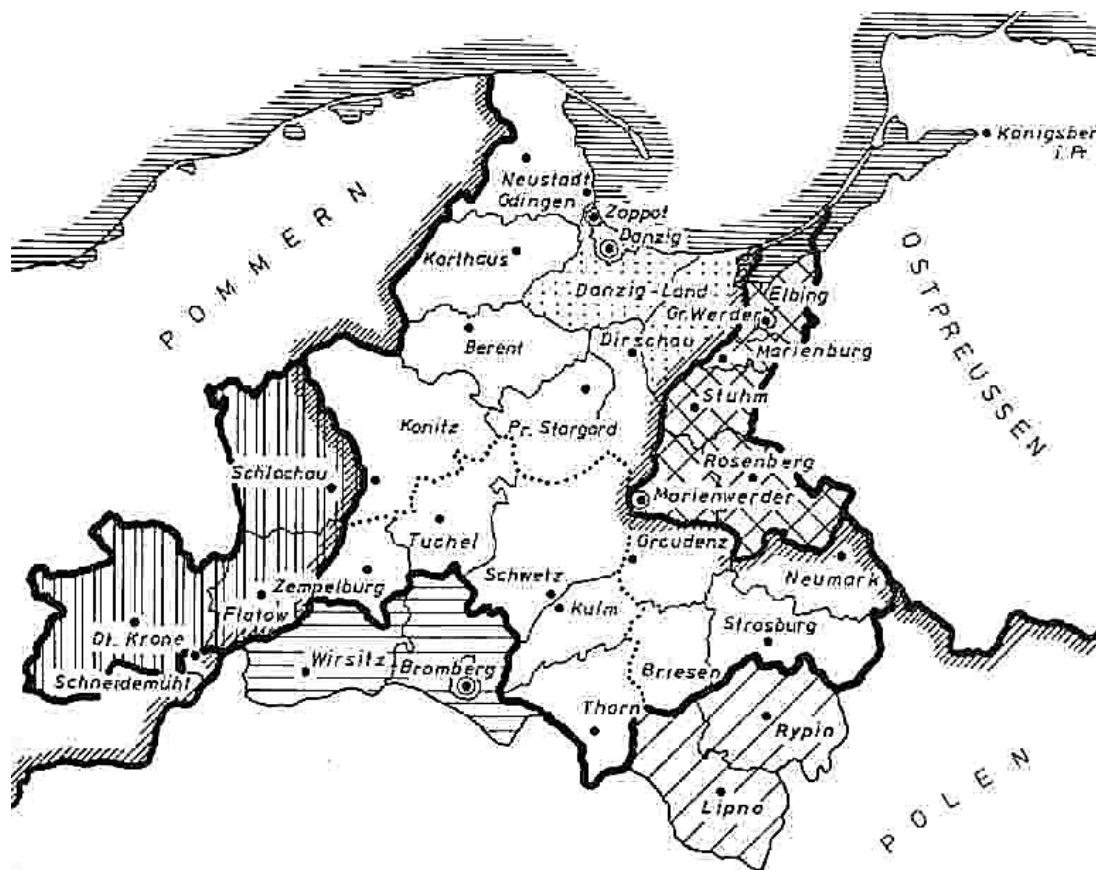 Königsber
i. Pr.
Neustadt
Gdingen
Zoppot
Danzig
POMMERN
Karthaus
OSTPREUSSEN
Danzig-Land
Elbing
Gr. Werder
Berent
Dirschau
Marienburg
Stuhm
Konitz
Pr. Stargard
Schlochau
Rosenberg
Marienwerder
Tuchel
Graudenz
Zempelburg
Schwetz
Neumark
Flatow
Kulm
Strasburg
Dt. Krone
Wirsitz
Bromberg
Briesen
Schneidemühl
Thorn
Rypin
Lipno
POLEN